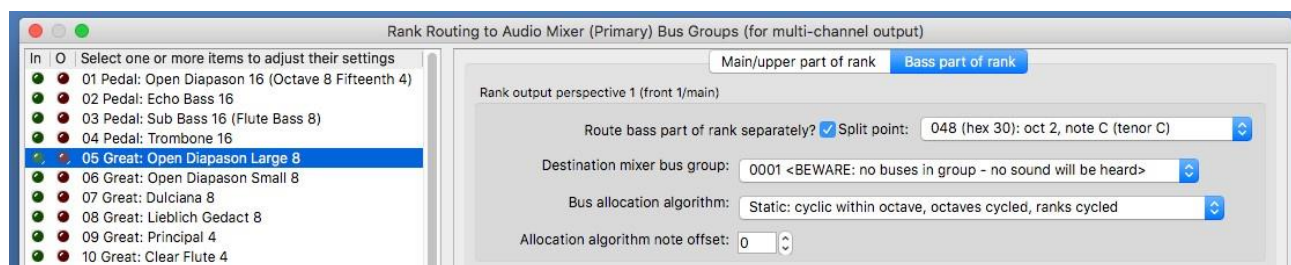 Rank Routing to Audio Mixer (Primary) Bus Groups (for multi-channel output)
In O Select one or more items to adjust their settings
01 Pedal: Open Diapason 16 (Octave 8 Fifteenth 4)
02 Pedal: Echo Bass 16
03 Pedal: Sub Bass 16 (Flute Bass 8)
04 Pedal: Trombone 16
05 Great: Open Diapason Large 8
06 Great: Open Diapason Small 8
07 Great: Dulciana 8
08 Great: Lieblich Gedact 8
09 Great: Principal 4
10 Great: Clear Flute 4
Main/upper part of rank Bass part of rank
Rank output perspective 1 (front 1/main)
Route bass part of rank separately? Split point: 048 (hex 30): oct 2, note C (tenor C)
Destination mixer bus group: 0001 <BEWARE: no buses in group - no sound will be heard>
Bus allocation algorithm: Static: cyclic within octave, octaves cycled, ranks cycled
Allocation algorithm note offset: 0